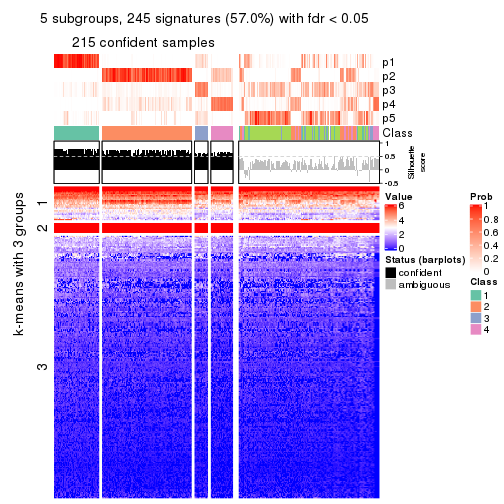 5 subgroups, 245 signatures (57.0%) with fdr < 0.05
215 confident samples
p1
p2
p3
p4
p5
Class
1
0.5
0
-0.5
Silhouette
score
k-means with 3 groups
1
2
3
Value
6
4
2
0
Status (barplots)
confident
ambiguous
Prob
1
0.8
0.6
0.4
0.2
0
Class
1
2
3
4